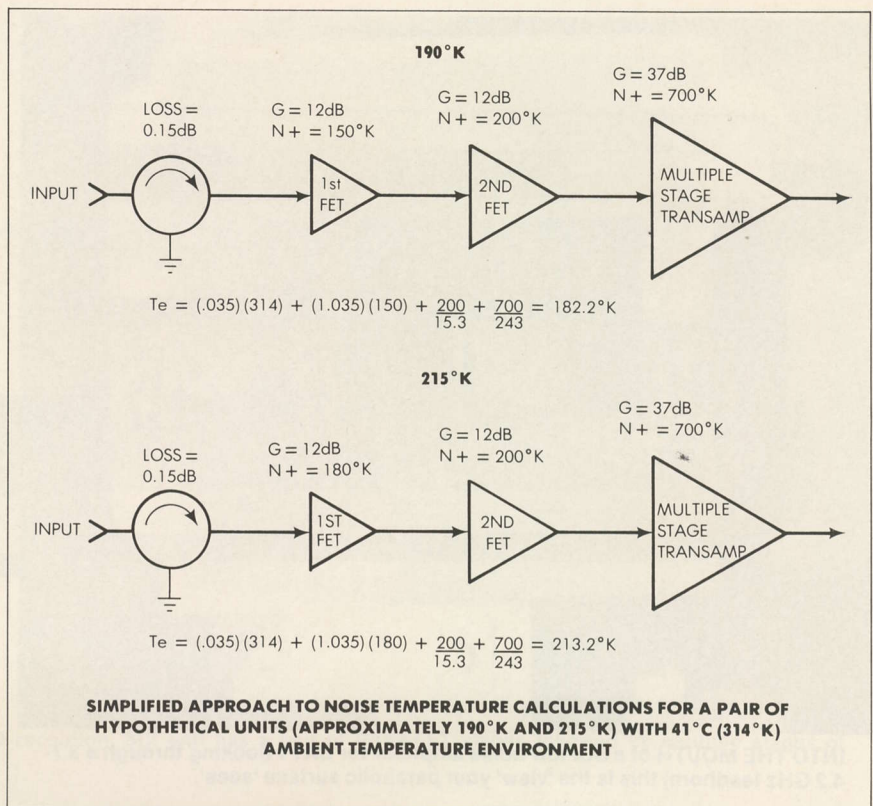 190°K
G = 37dB
N+ = 700°K
G = 12dB
N+ = 200°K
G = 12dB
N+ = 150°K
LOSS =
0.15dB
INPUT
1st
FET
2ND
FET
MULTIPLE
STAGE
TRANSAMP
Te = (.035)(314) + (1.035)(150) + 200/15.3 + 700/243 = 182.2°K
215°K
G = 37dB
N+ = 700°K
G = 12dB
N+ = 200°K
G = 12dB
N+ = 180°K
LOSS =
0.15dB
INPUT
1ST
FET
2ND
FET
MULTIPLE
STAGE
TRANSAMP
Te = (.035)(314) + (1.035)(180) + 200/15.3 + 700/243 = 213.2°K
SIMPLIFIED APPROACH TO NOISE TEMPERATURE CALCULATIONS FOR A PAIR OF
HYPOTHETICAL UNITS (APPROXIMATELY 190°K AND 215°K) WITH 41°C (314°K)
AMBIENT TEMPERATURE ENVIRONMENT